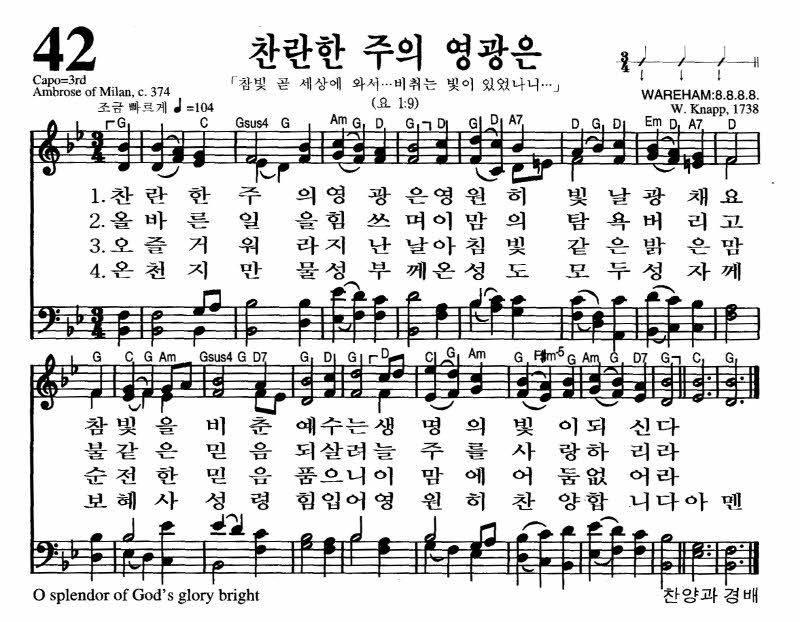 42
찬란한 주의 영광은
3/4
Capo=3rd
Ambrose of Milan, c. 374
「참빛 곧 세상에 와서…비취는 빛이 있었나니…」
WAREHAM:8.8.8.8.
조금 빠르게 ♩=104
(요 1:9)
W. Knapp, 1738
G C Gsus4 G Am G D G D A7 D G D Em D A7 D
3/4
1. 찬 란 한 주 의 영 광 은 영 원 히 빛 날 광 채 요
2. 올 바 른 일 을 힘 쓰 며 이 맘 의 탐 욕 버 리 고
3. 오 즐 거 워 라 지 난 날 아 침 빛 같 은 밝 은 맘
4. 온 천 지 만 물 성 부 께 온 성 도 모 두 성 자 께
3/4
G C G Am Gsus4 G D7 G D C G Am G F#m-5 G Am G D7 G C G
참 빛 을 비 춘 예 수 는 생 명 의 빛 이 되 신 다
불 같 은 믿 음 되 살 려 늘 주 를 사 랑 하 리 라
순 전 한 믿 음 품 으 니 이 맘 에 어 둠 없 어 라
보 혜 사 성 령 힘 입 어 영 원 히 찬 양 합 니 다 아 멘
O splendor of God's glory bright
찬양과 경배